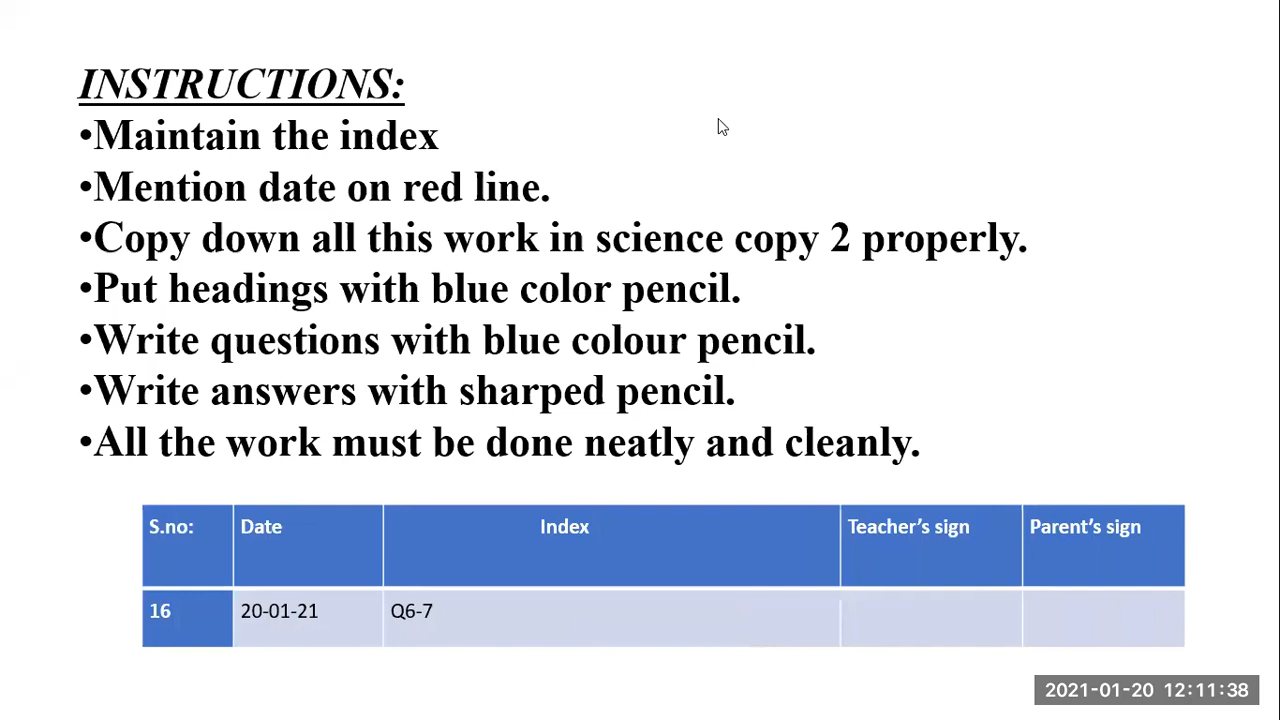 INSTRUCTIONS:
•Maintain the index
•Mention date on red line.
•Copy down all this work in science copy 2 properly.
•Put headings with blue color pencil.
•Write questions with blue colour pencil.
•Write answers with sharped pencil.
•All the work must be done neatly and cleanly.
S.no: Date Index Teacher’s sign Parent’s sign
16 20-01-21 Q6-7
2021-01-20 12:11:38